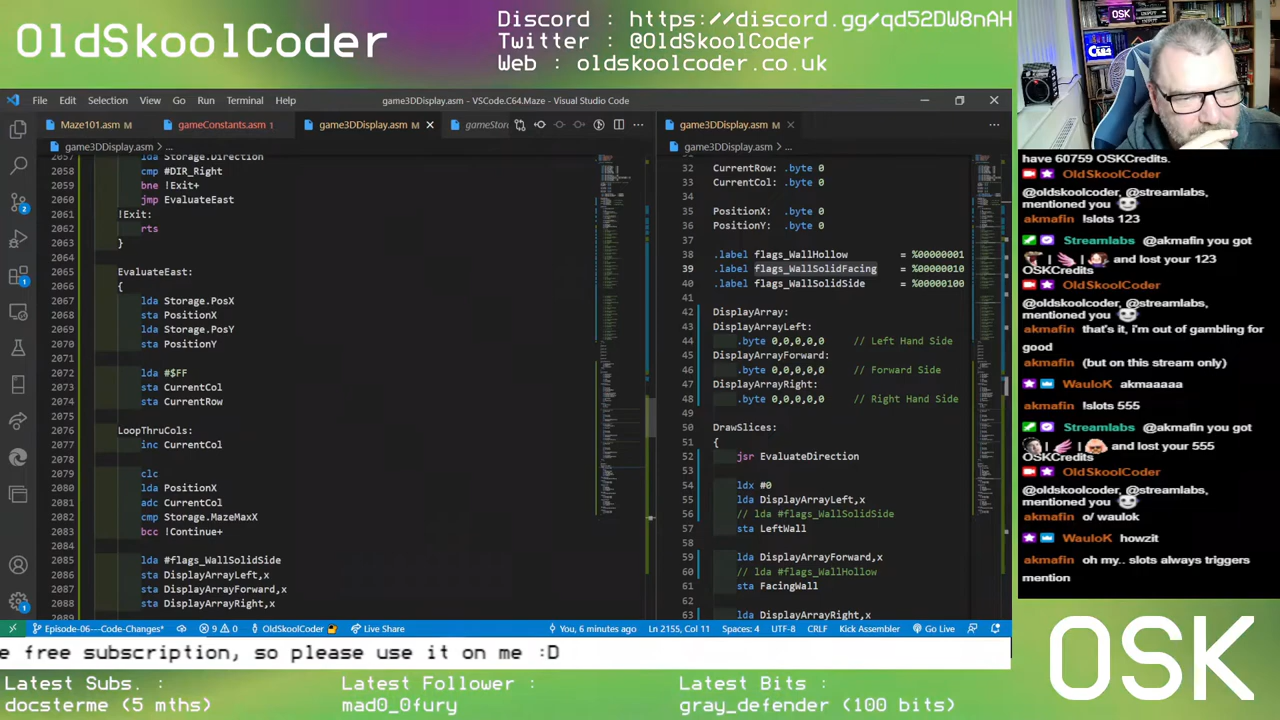 OldSkoolCoder
Discord : https://discord.gg/qd52DW8nAH
Twitter : @OldSkoolCoder
Web : oldskoolcoder.co.uk
File Edit Selection View Go Run Terminal Help
game3DDisplay.asm - VSCode.C64.Maze - Visual Studio Code
Maze101.asm M
gameConstants.asm 1
game3DDisplay.asm M
gameStor
game3DDisplay.asm > ...
2057 lda Storage.Direction
2058 cmp #DIR_Right
2059 bne !Exit+
2060 jmp EvaluateEast
2061 !Exit:
2062 rts
2063 }
2064
2065 EvaluateEast:
2066 {
2067 lda Storage.PosX
2068 sta PositionX
2069 lda Storage.PosY
2070 sta PositionY
2071
2072 lda #$FF
2073 sta CurrentCol
2074 sta CurrentRow
2075
2076 LoopThruCols:
2077 inc CurrentCol
2078
2079 clc
2080 lda PositionX
2081 adc CurrentCol
2082 cmp Storage.MazeMaxX
2083 bcc !Continue+
2084
2085 lda #flags_WallSolidSide
2086 sta DisplayArrayLeft,x
2087 sta DisplayArrayForward,x
2088 sta DisplayArrayRight,x
2089
game3DDisplay.asm M
game3DDisplay.asm > ...
31
32 CurrentRow: .byte 0
33 CurrentCol: .byte 0
34
35 PositionX: .byte 0
36 PositionY: .byte 0
37
38 .label flags_WallHollow = %00000001
39 .label flags_WallSolidFacing = %00000010
40 .label flags_WallSolidSide = %00000100
41
42 DisplayArray:
43 DisplayArrayLeft:
44 .byte 0,0,0,0,0 // Left Hand Side
45 DisplayArrayForward:
46 .byte 0,0,0,0,0 // Forward Side
47 DisplayArrayRight:
48 .byte 0,0,0,0,0 // Right Hand Side
49
50 DrawSlices:
51
52 jsr EvaluateDirection
53
54 ldx #0
55 lda DisplayArrayLeft,x
56 // lda #flags_WallSolidSide
57 sta LeftWall
58
59 lda DisplayArrayForward,x
60 // lda #flags_WallHollow
61 sta FacingWall
62
63 lda DisplayArrayRight,x
Episode-06---Code-Changes* 9 0 OldSkoolCoder Live Share
You, 6 minutes ago Ln 2155, Col 11 Spaces: 4 UTF-8 CRLF Kick Assembler Go Live
have 60759 OSKCredits.
OldSkoolCoder
@oldskoolcoder, @streamlabs,
mentioned you
akmafin !slots 123
Streamlabs @akmafin you got
and lost your 123
OSKCredits
OldSkoolCoder
@oldskoolcoder, @streamlabs,
mentioned you
akmafin that's it, i'm out of gambling for
good
akmafin (but on this stream only)
WauloK akmaaaaa
akmafin !slots 555
Streamlabs @akmafin you got
and lost your 555
OSKCredits
OldSkoolCoder
@oldskoolcoder, @streamlabs,
mentioned you
akmafin o/ waulok
WauloK howzit
akmafin oh my.. slots always triggers
mention
e free subscription, so please use it on me :D
Latest Subs. :
docsterme (5 mths)
Latest Follower :
mad0_0fury
Latest Bits :
gray_defender (100 bits)
OSK